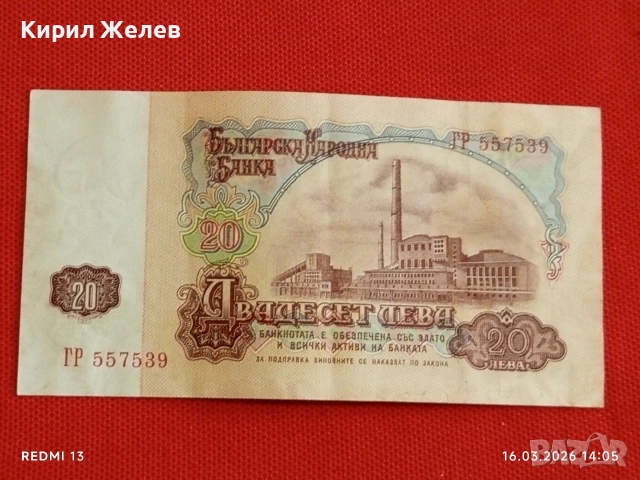 Кирил Желев
БЪЛГАРСКА НАРОДНА
БАНКА
ГР 557539
20
20
ДВАДЕСЕТ ЛЕВА
БАНКНОТАТА Е ОБЕЗПЕЧЕНА СЪС ЗЛАТО
И ВСИЧКИ АКТИВИ НА БАНКАТА
ЗА ПОДПРАВКА ВИНОВНИТЕ СЕ НАКАЗВАТ ПО ЗАКОНА
20
ЛЕВА
ГР 557539
REDMI 13
16.03.2026 14:05
BAZAR